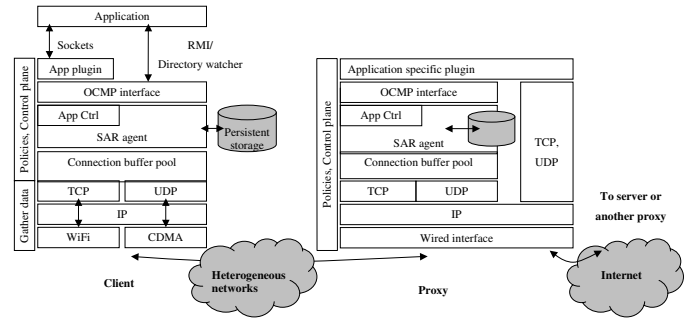 Application
Sockets
RMI/
Directory watcher
App plugin
OCMP interface
App Ctrl
SAR agent
Persistent
storage
Connection buffer pool
TCP
UDP
IP
WiFi
CDMA
Policies, Control plane
Gather data
Client
Heterogeneous
networks
Policies, Control plane
Application specific plugin
OCMP interface
App Ctrl
SAR agent
Connection buffer pool
TCP
UDP
TCP,
UDP
IP
Wired interface
Proxy
To server or
another proxy
Internet